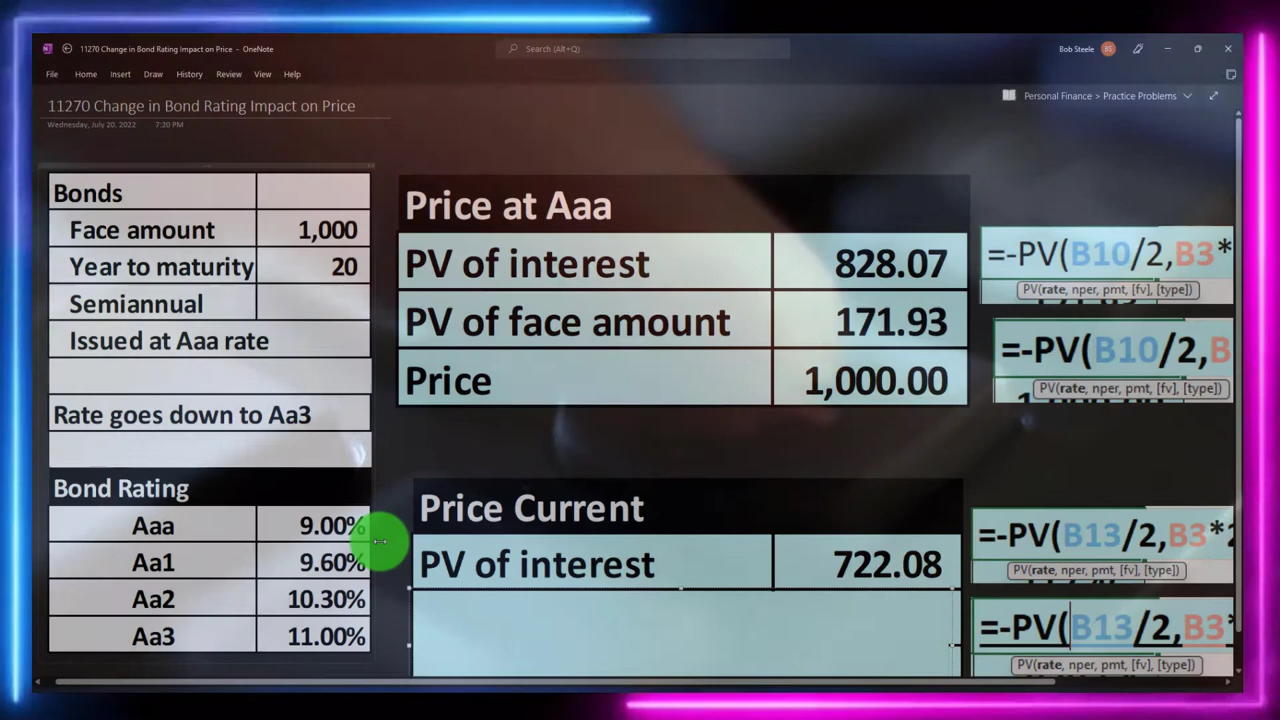 11270 Change in Bond Rating Impact on Price - OneNote
Search (Alt+Q)
Bob Steele
BS
File Home Insert Draw History Review View Help
Personal Finance > Practice Problems
11270 Change in Bond Rating Impact on Price
Wednesday, July 20, 2022 7:20 PM
Bonds
Face amount 1,000
Year to maturity 20
Semiannual
Issued at Aaa rate
Rate goes down to Aa3
Bond Rating
Aaa 9.00%
Aa1 9.60%
Aa2 10.30%
Aa3 11.00%
Price at Aaa
PV of interest 828.07
PV of face amount 171.93
Price 1,000.00
=-PV(B10/2,B3*
PV(rate, nper, pmt, [fv], [type])
=-PV(B10/2,B
PV(rate, nper, pmt, [fv], [type])
Price Current
PV of interest 722.08
=-PV(B13/2,B3*2
PV(rate, nper, pmt, [fv], [type])
=-PV(B13/2,B3*
PV(rate, nper, pmt, [fv], [type])